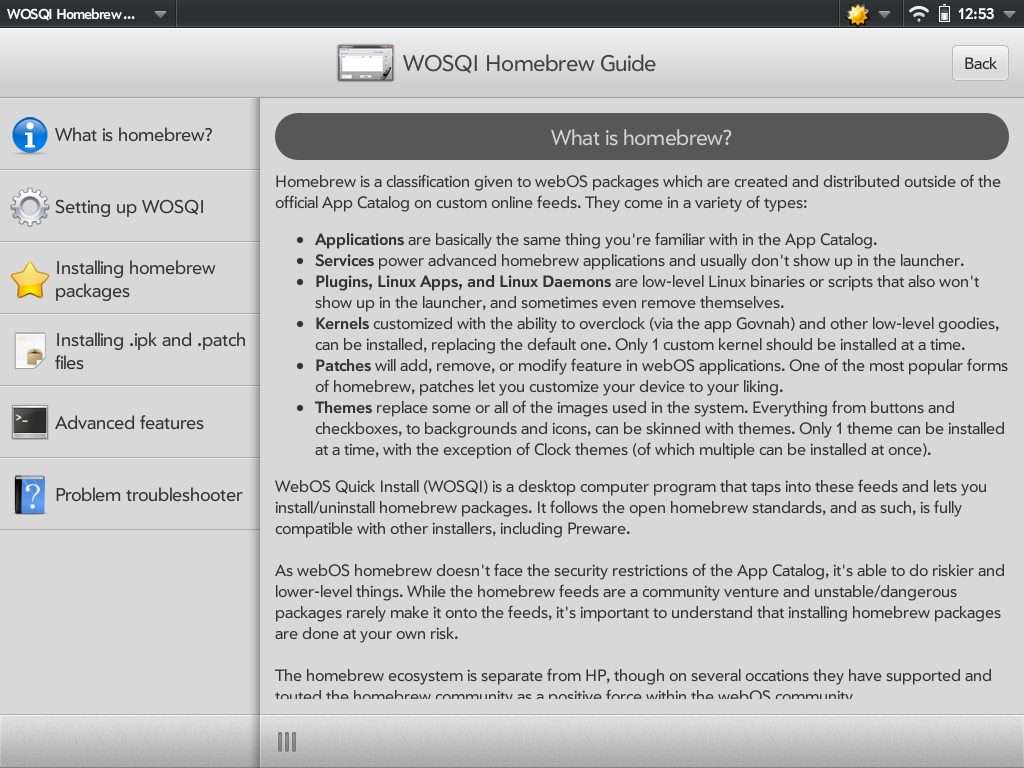 WOSQI Homebrew...
12:53
WOSQI Homebrew Guide
Back
What is homebrew?
Setting up WOSQI
Installing homebrew
packages
Installing .ipk and .patch
files
Advanced features
Problem troubleshooter
What is homebrew?
Homebrew is a classification given to webOS packages which are created and distributed outside of the
official App Catalog on custom online feeds. They come in a variety of types:
• Applications are basically the same thing you're familiar with in the App Catalog.
• Services power advanced homebrew applications and usually don't show up in the launcher.
• Plugins, Linux Apps, and Linux Daemons are low-level Linux binaries or scripts that also won't
show up in the launcher, and sometimes even remove themselves.
• Kernels customized with the ability to overclock (via the app Govnah) and other low-level goodies,
can be installed, replacing the default one. Only 1 custom kernel should be installed at a time.
• Patches will add, remove, or modify feature in webOS applications. One of the most popular forms
of homebrew, patches let you customize your device to your liking.
• Themes replace some or all of the images used in the system. Everything from buttons and
checkboxes, to backgrounds and icons, can be skinned with themes. Only 1 theme can be installed
at a time, with the exception of Clock themes (of which multiple can be installed at once).
WebOS Quick Install (WOSQI) is a desktop computer program that taps into these feeds and lets you
install/uninstall homebrew packages. It follows the open homebrew standards, and as such, is fully
compatible with other installers, including Preware.
As webOS homebrew doesn't face the security restrictions of the App Catalog, it's able to do riskier and
lower-level things. While the homebrew feeds are a community venture and unstable/dangerous
packages rarely make it onto the feeds, it's important to understand that installing homebrew packages
are done at your own risk.
The homebrew ecosystem is separate from HP, though on several occations they have supported and
touted the homebrew community as a positive force within the webOS community.